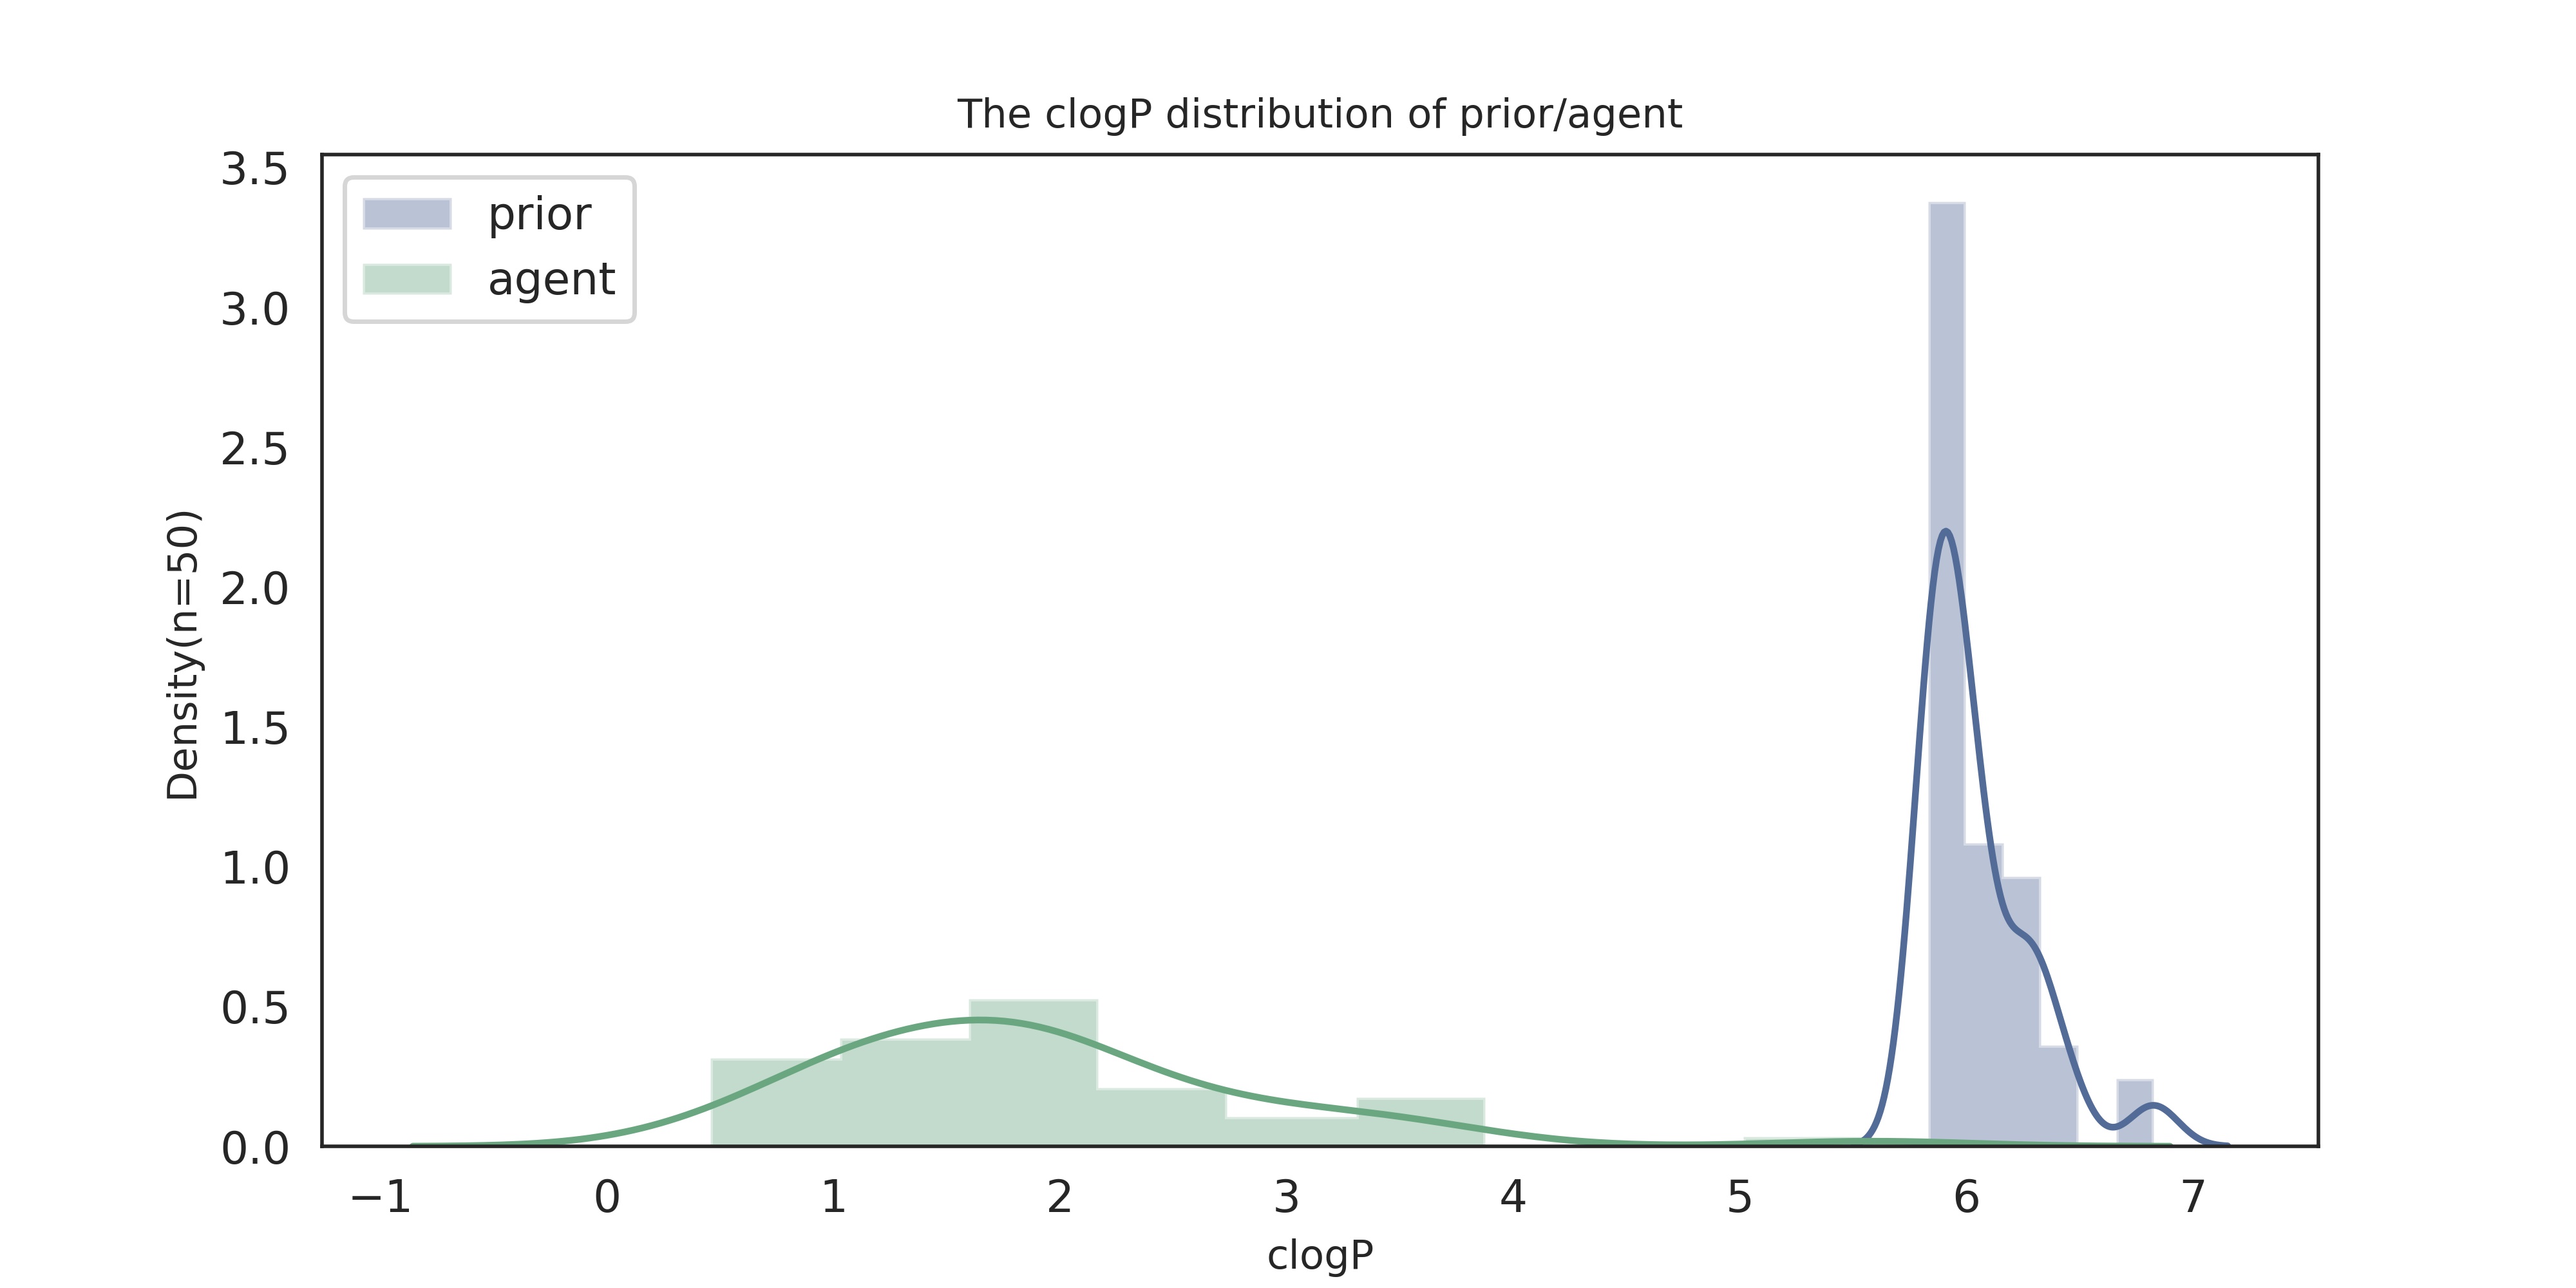 The clogP distribution of prior/agent
prior
agent
3.5
3.0
2.5
2.0
1.5
1.0
0.5
0.0
Density(n=50)
−1 0 1 2 3 4 5 6 7
clogP